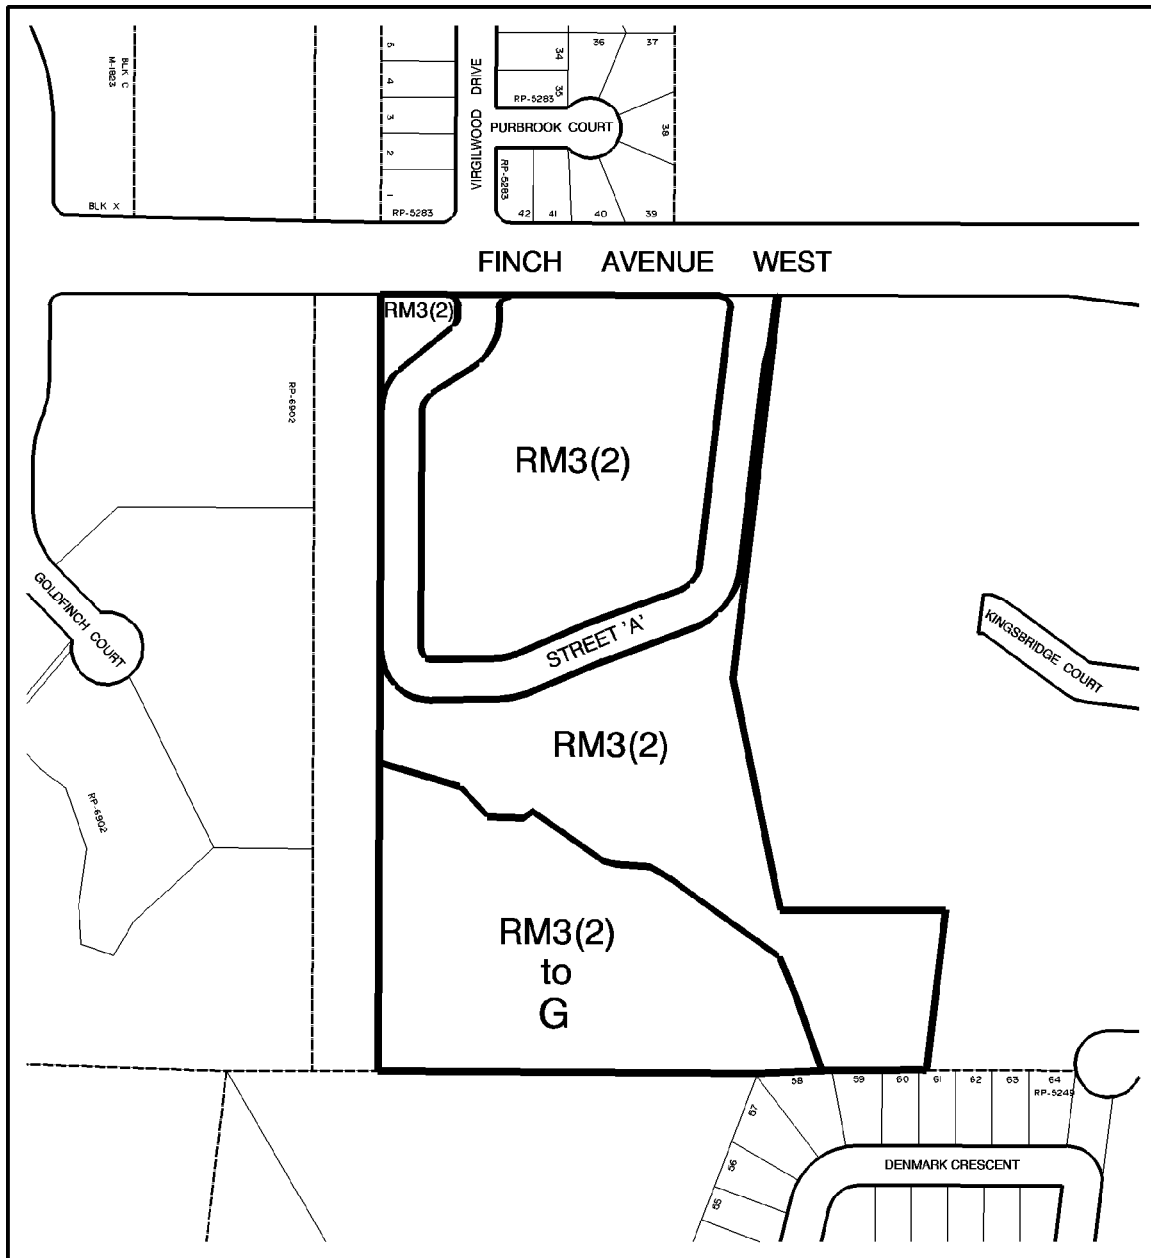 BLK C
M-1823
BLK X
5
4
3
2
1
RP-5283
VIRGILWOOD DRIVE
34
35
36
37
RP-5283
PURBROOK COURT
38
RP-5283
42
41
40
39
FINCH AVENUE WEST
RM3(2)
RP-6902
RM3(2)
GOLDFINCH COURT
STREET 'A'
KINGSBRIDGE COURT
RM3(2)
RP-6902
RM3(2)
to
G
58
59
60
61
62
63
64
RP-5249
57
56
55
DENMARK CRESCENT